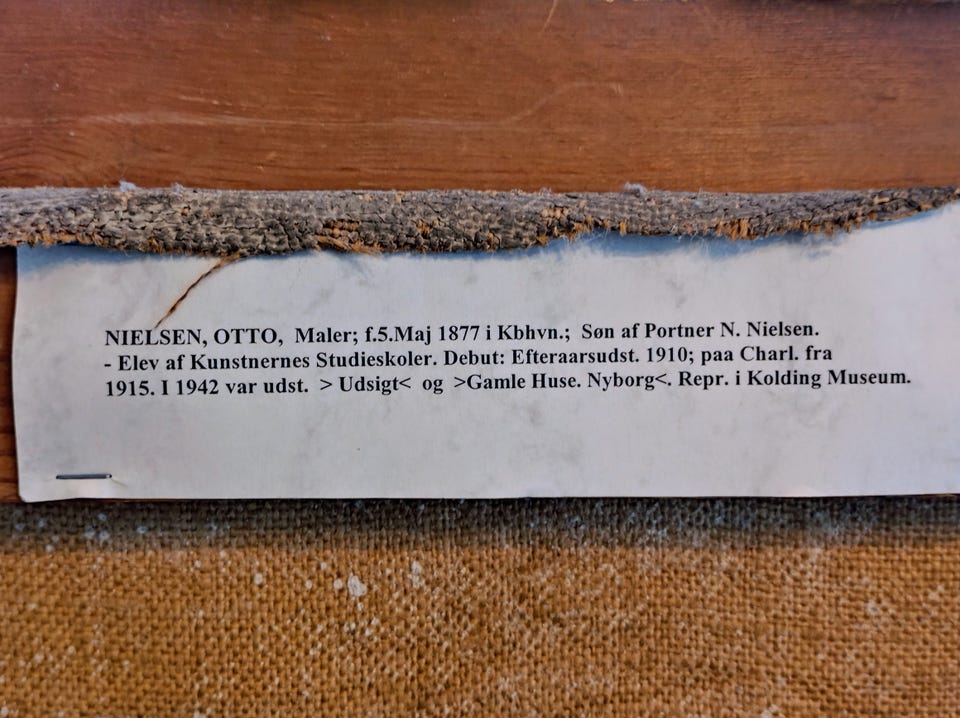 NIELSEN, OTTO, Maler; f.5.Maj 1877 i Kbhvn.; Søn af Portner N. Nielsen.
- Elev af Kunstnernes Studieskoler. Debut: Efteraarsudst. 1910; paa Charl. fra
1915. I 1942 var udst. > Udsigt< og >Gamle Huse. Nyborg<. Repr. i Kolding Museum.